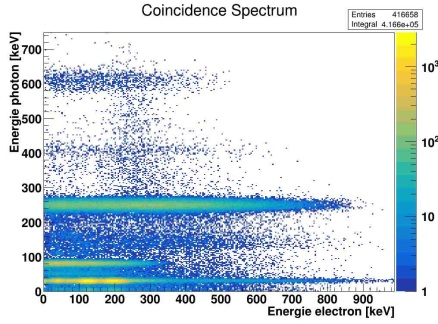 Coincidence Spectrum
Entries 416658
Integral 4.166e+05
Energie photon [keV]
700
600
500
400
300
200
100
0
0 100 200 300 400 500 600 700 800 900
Energie electron [keV]
10³
10²
10
1